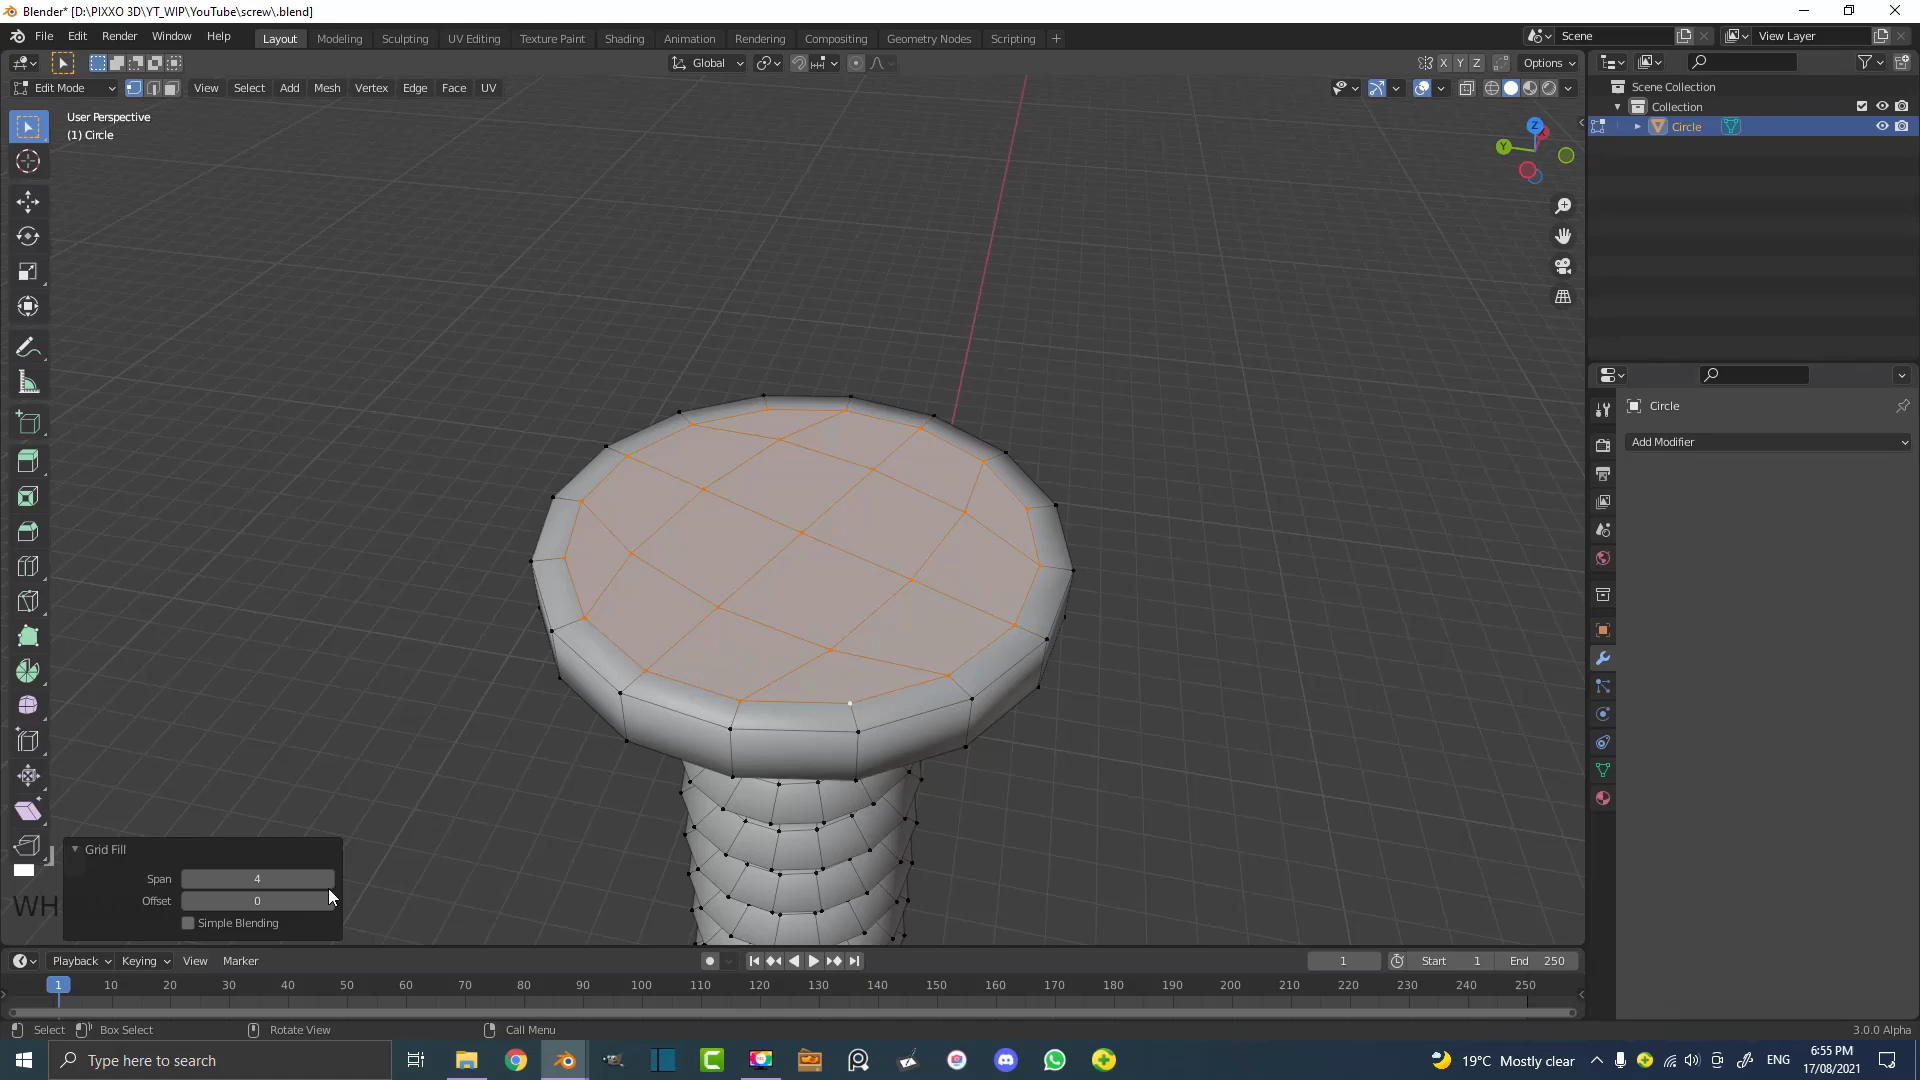 Blender* [D:\PIXXO 3D\YT_WIP\YouTube\screw\.blend]
File Edit Render Window Help Layout Modeling Sculpting UV Editing Texture Paint Shading Animation Rendering Compositing Geometry Nodes Scripting + Scene View Layer
Global X Y Z Options
Edit Mode View Select Add Mesh Vertex Edge Face UV
Scene Collection
Collection
Circle
User Perspective
(1) Circle
Z
X
Y
Circle
Add Modifier
Grid Fill
Span 4
Offset 0
Simple Blending
WH
Playback Keying View Marker 1 Start 1 End 250
1 10 20 30 40 50 60 70 80 90 100 110 120 130 140 150 160 170 180 190 200 210 220 230 240 250
Select Box Select Rotate View Call Menu 3.0.0 Alpha
Type here to search 19°C Mostly clear ENG 6:55 PM
17/08/2021